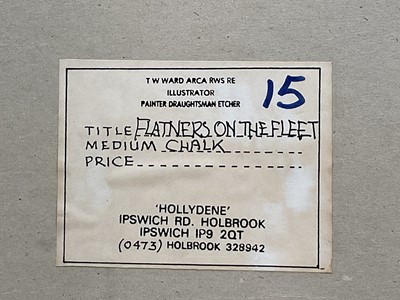 T W WARD ARCA RWS RE
ILLUSTRATOR
PAINTER DRAUGHTSMAN ETCHER
15
TITLE FLATNERS ON THE FLEET
MEDIUM CHALK
PRICE
'HOLLYDENE'
IPSWICH RD. HOLBROOK
IPSWICH IP9 2QT
(0473) HOLBROOK 328942